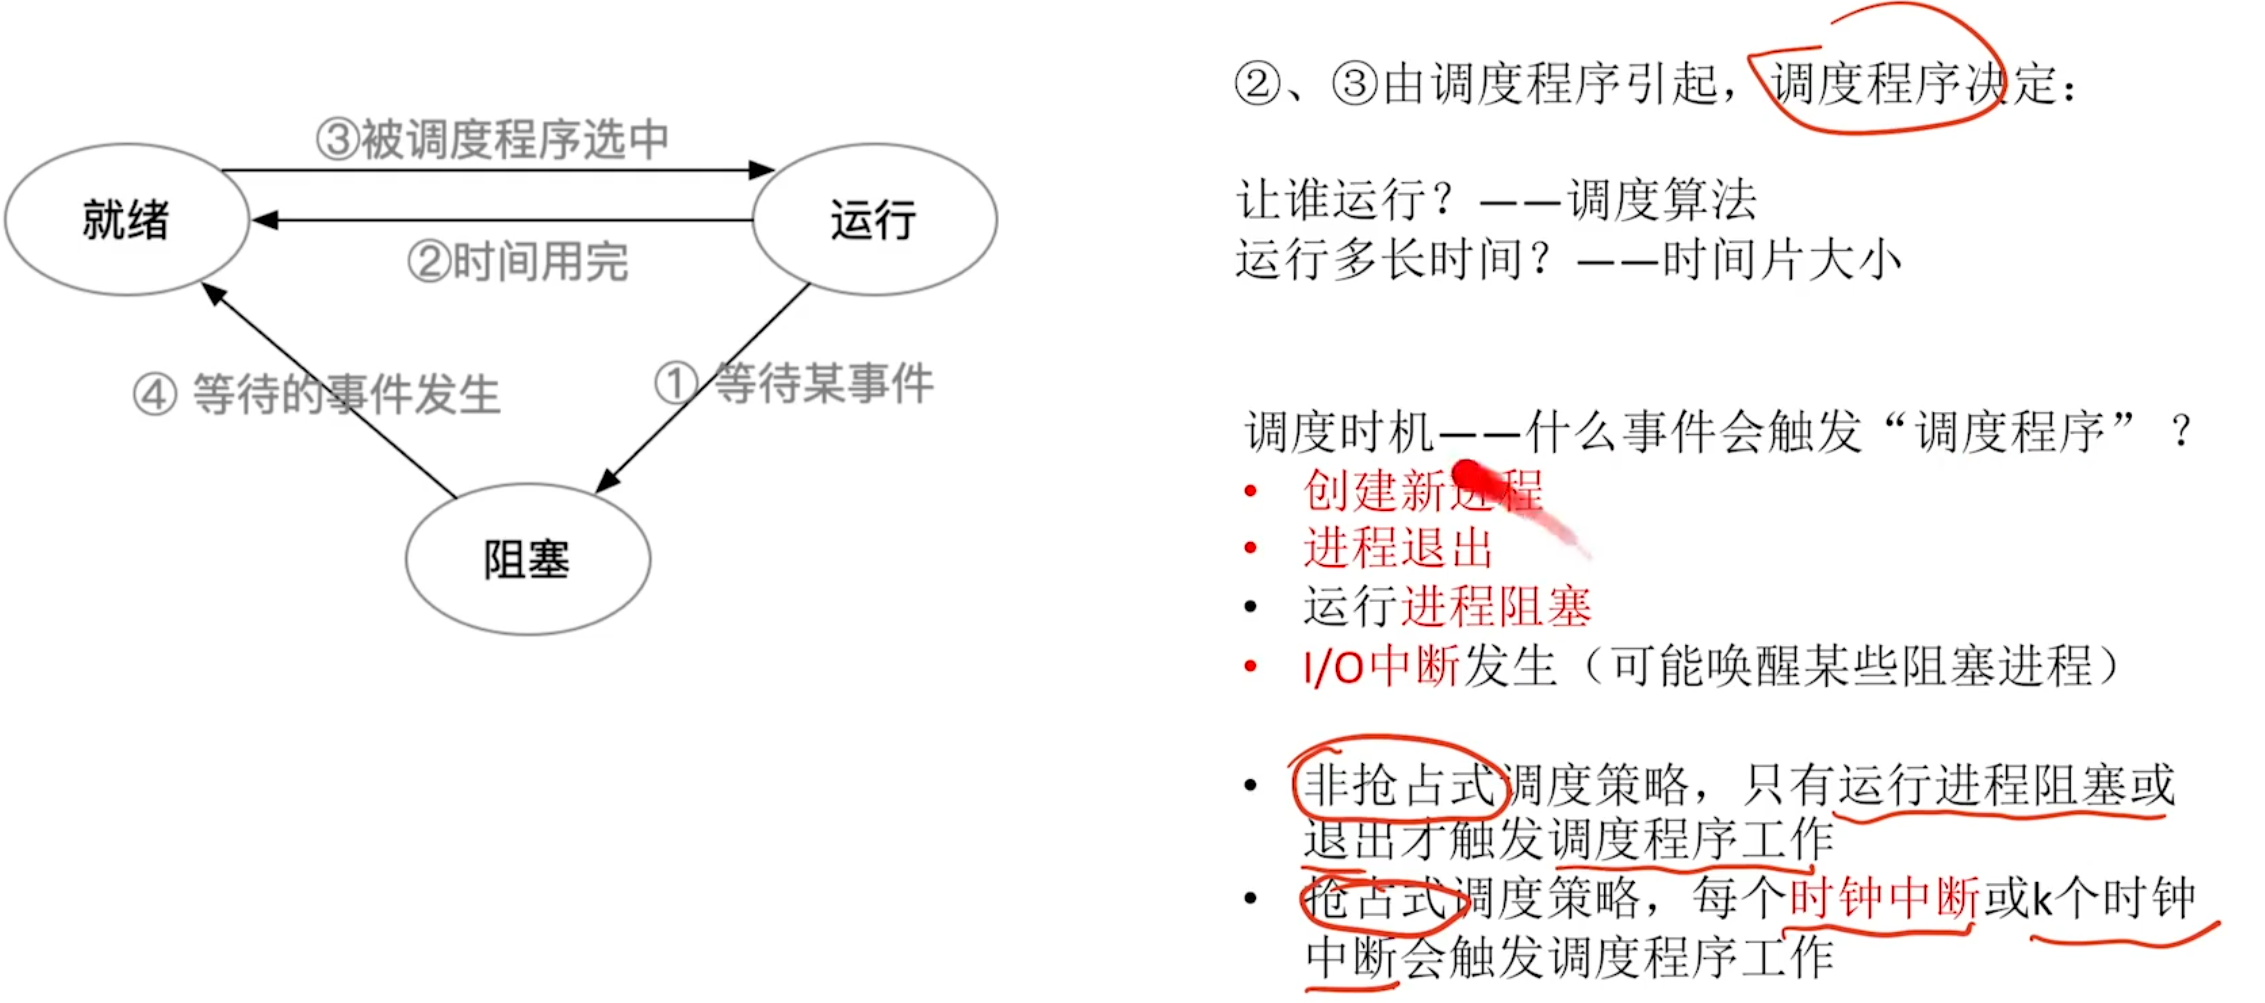 ③被调度程序选中
就绪
运行
②时间用完
④ 等待的事件发生
① 等待某事件
阻塞
②、③由调度程序引起，调度程序决定：
让谁运行？——调度算法
运行多长时间？——时间片大小
调度时机——什么事件会触发“调度程序”？
• 创建新进程
• 进程退出
• 运行进程阻塞
• I/O中断发生（可能唤醒某些阻塞进程）
• 非抢占式调度策略，只有运行进程阻塞或
退出才触发调度程序工作
• 抢占式调度策略，每个时钟中断或k个时钟
中断会触发调度程序工作